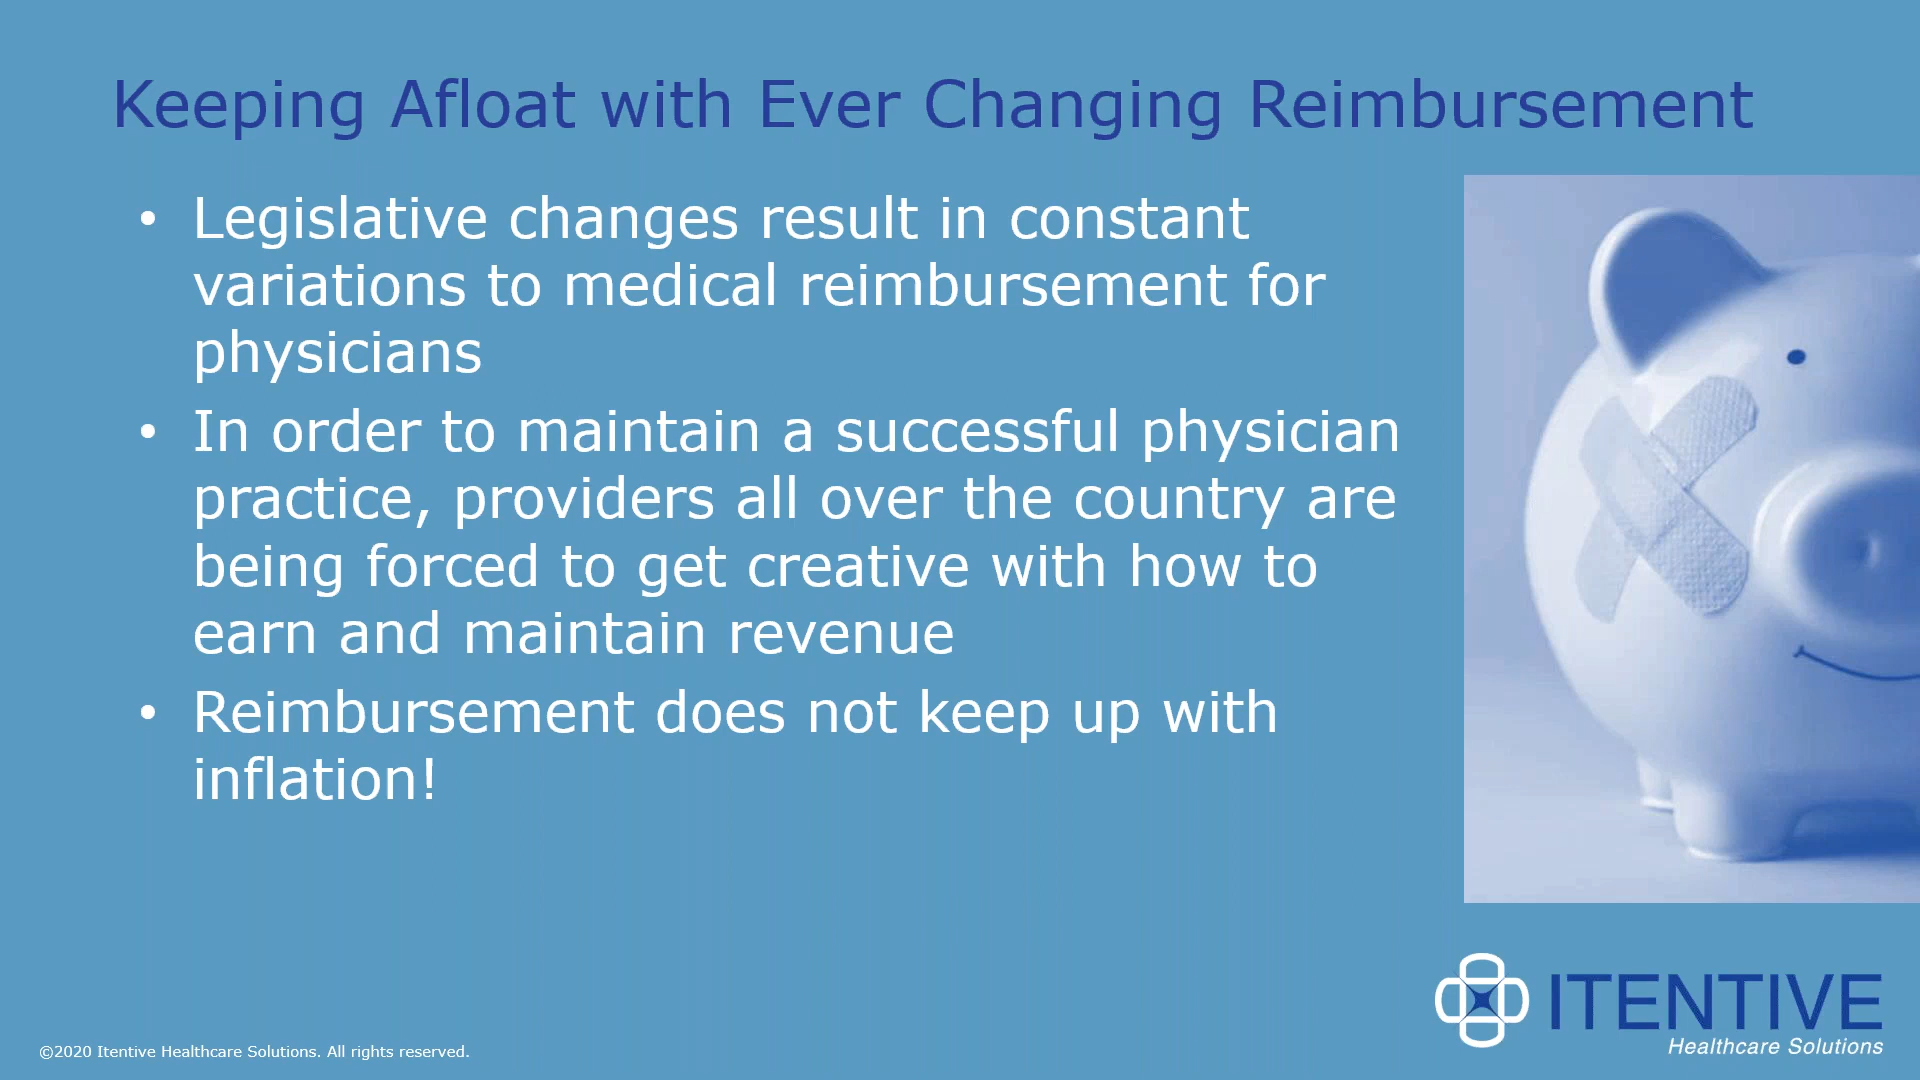 Keeping Afloat with Ever Changing Reimbursement
• Legislative changes result in constant
variations to medical reimbursement for
physicians
• In order to maintain a successful physician
practice, providers all over the country are
being forced to get creative with how to
earn and maintain revenue
• Reimbursement does not keep up with
inflation!
ITENTIVE
Healthcare Solutions
©2020 Itentive Healthcare Solutions. All rights reserved.